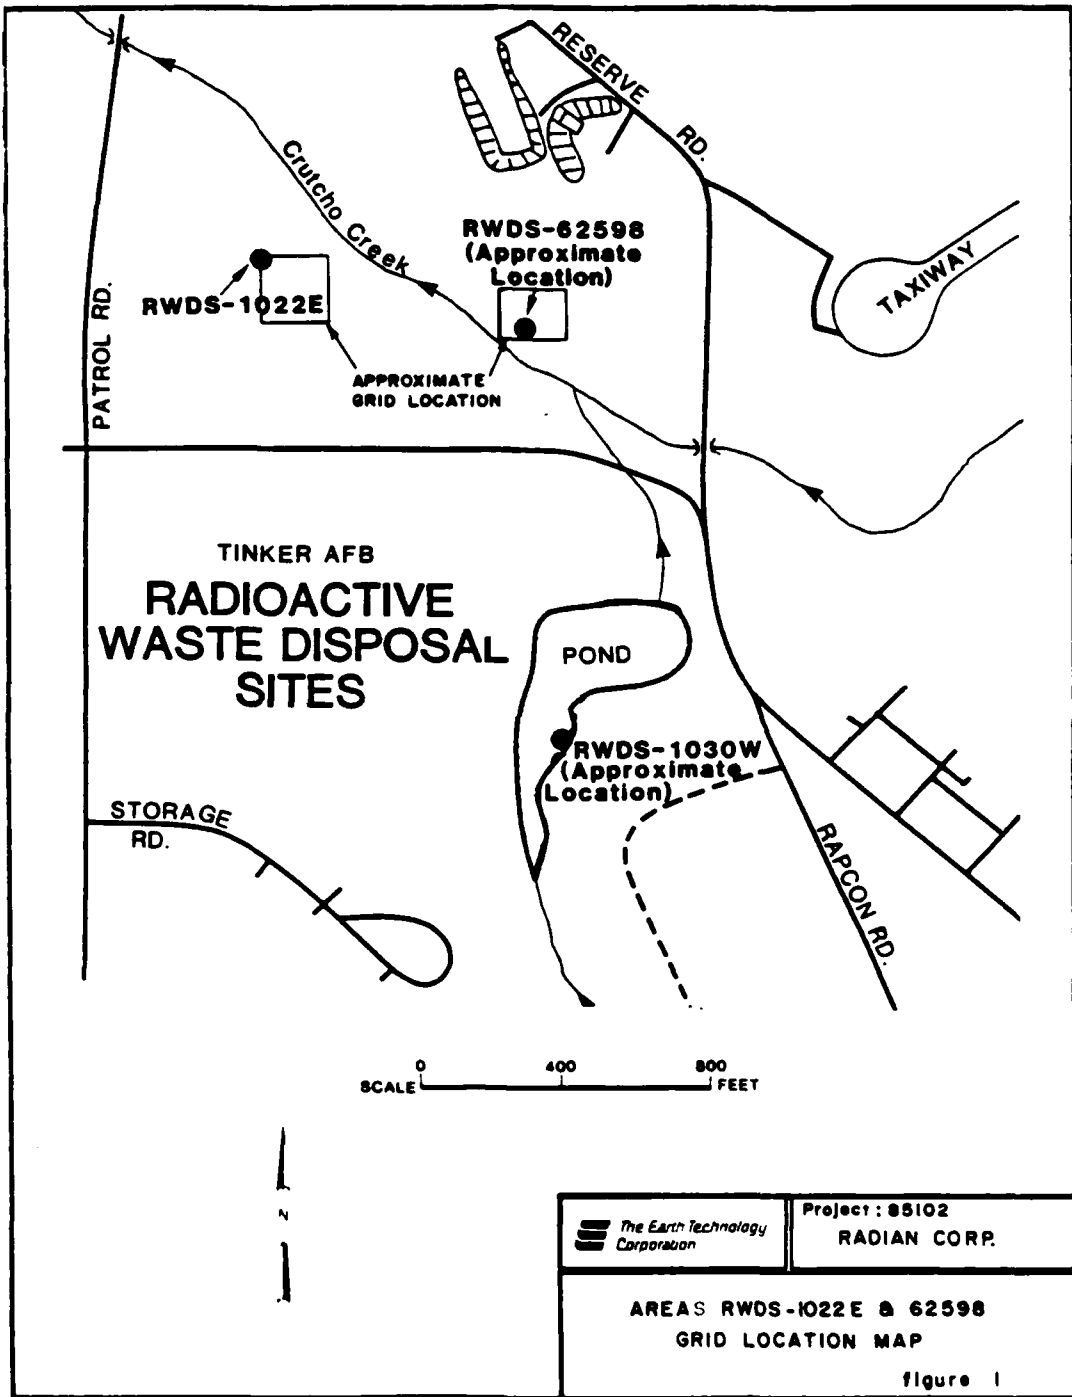 RESERVE
RD.
Crutcho Creek
RWDS-62598
(Approximate
Location)
TAXIWAY
RWDS-1022E
PATROL RD.
APPROXIMATE
GRID LOCATION
TINKER AFB
RADIOACTIVE
WASTE DISPOSAL
SITES
POND
RWDS-1030W
(Approximate
Location)
STORAGE
RD.
RAPCON RD.
0 400 800
SCALE FEET
N
The Earth Technology
Corporation
Project: 85102
RADIAN CORP.
AREAS RWDS-1022E & 62598
GRID LOCATION MAP
figure 1